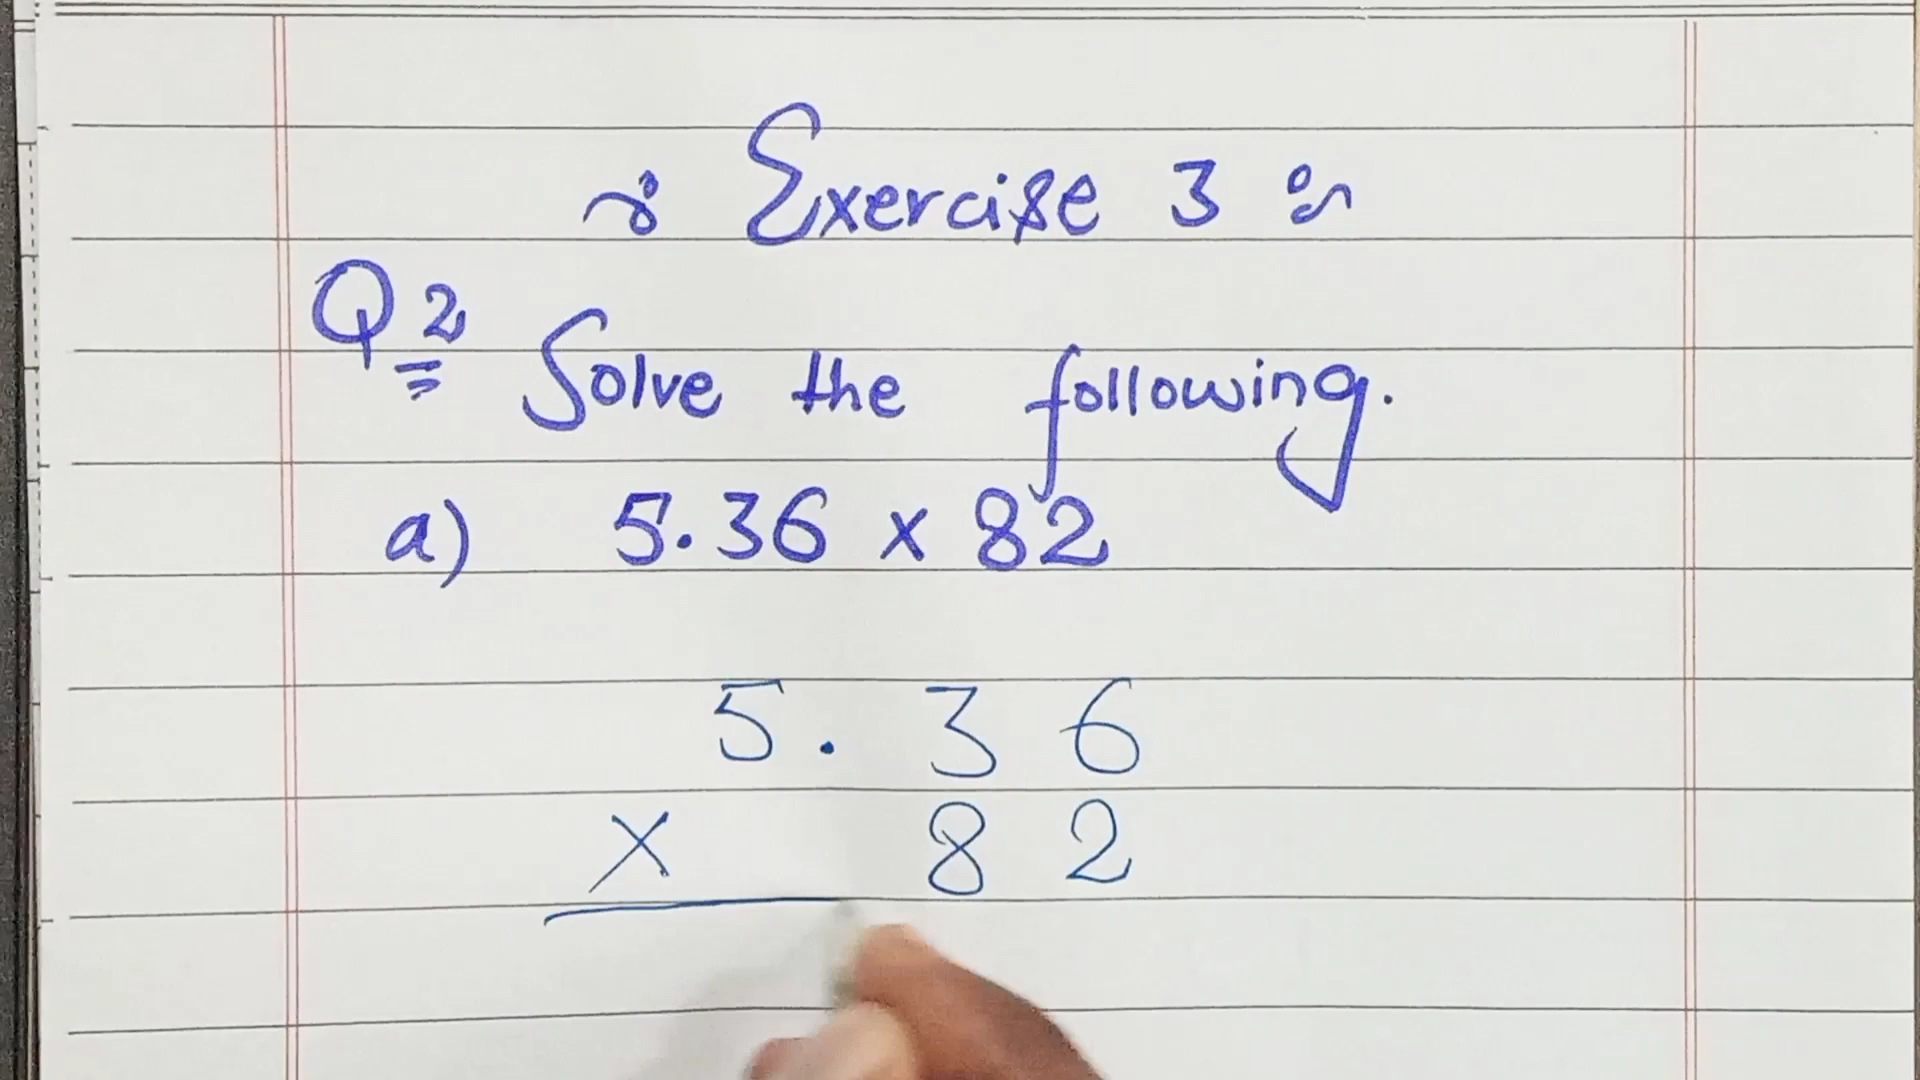 Exercise 3
Q2 Solve the following.
a) 5.36 x 82
5.36
x 82